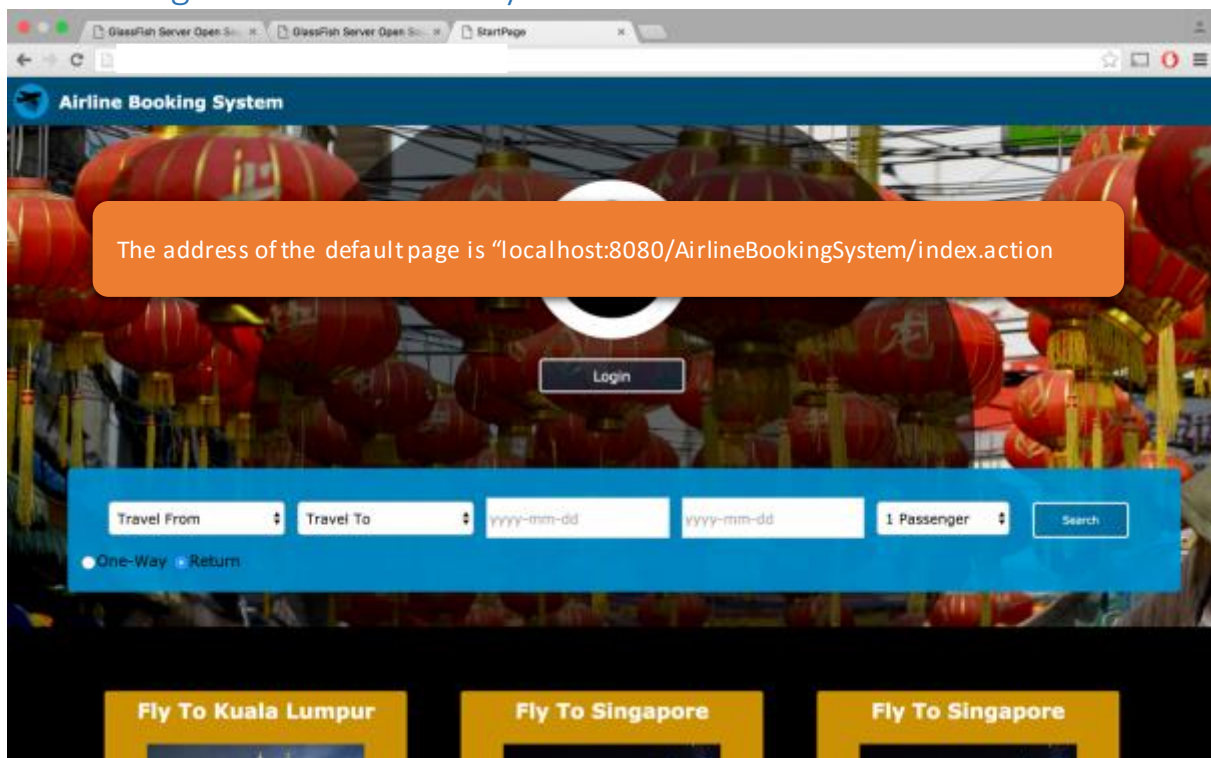 GlassFish Server Open So... GlassFish Server Open So... StartPage
Airline Booking System
The address of the default page is “localhost:8080/AirlineBookingSystem/index.action
Login
Travel From Travel To yyyy-mm-dd yyyy-mm-dd 1 Passenger Search
One-Way Return
Fly To Kuala Lumpur Fly To Singapore Fly To Singapore